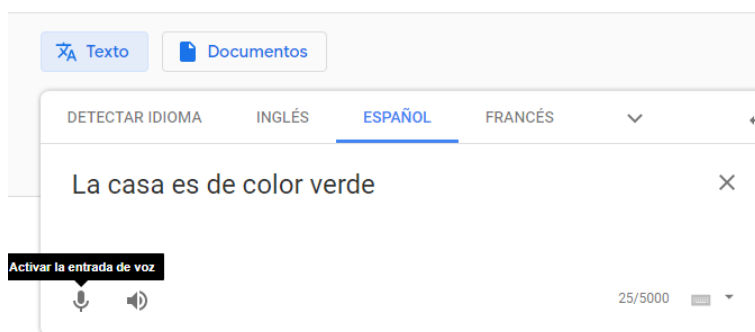 Texto Documentos
DETECTAR IDIOMA INGLÉS ESPAÑOL FRANCÉS
La casa es de color verde
Activar la entrada de voz
25/5000